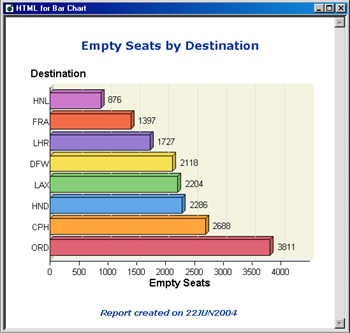 HTML for Bar Chart
Empty Seats by Destination
Destination
HNL 876
FRA 1397
LHR 1727
DFW 2118
LAX 2204
HND 2286
CPH 2688
ORD 3811
0 500 1000 1500 2000 2500 3000 3500 4000
Empty Seats
Report created on 22JUN2004